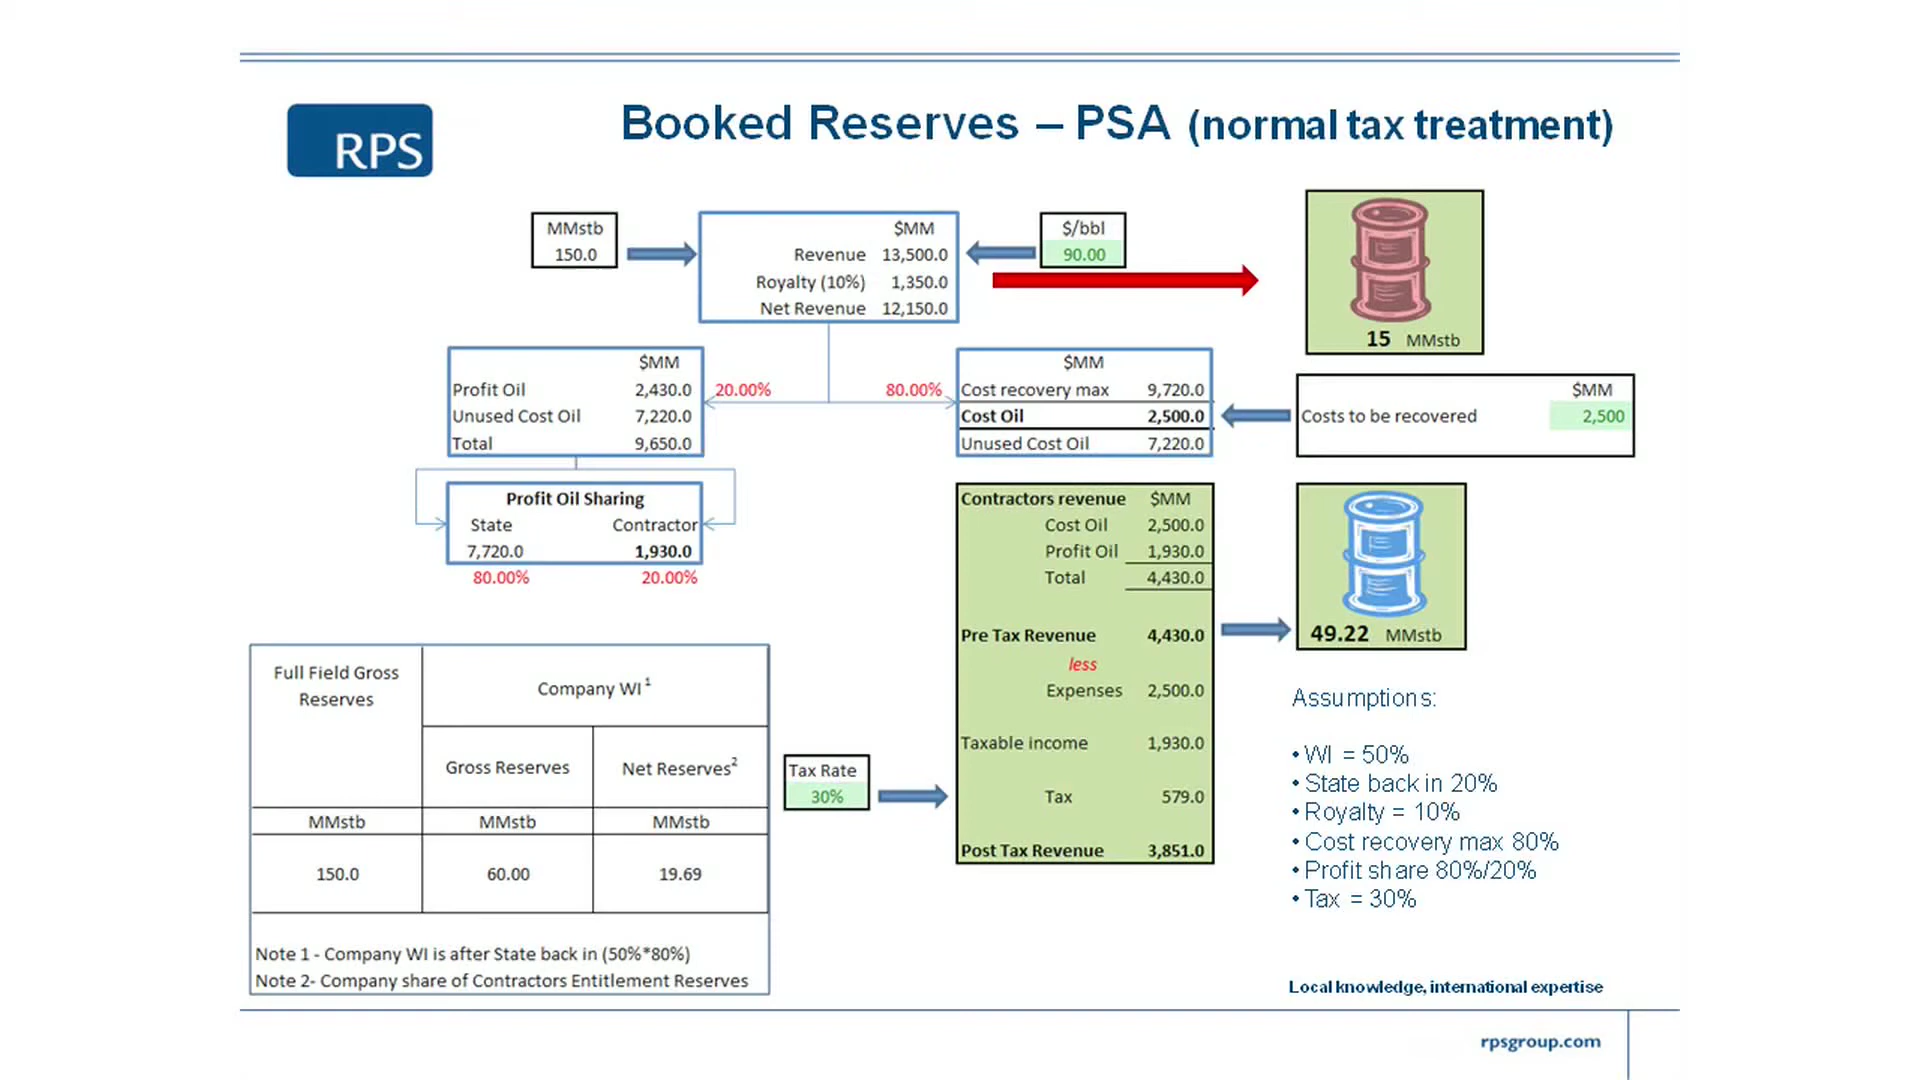 RPS
Booked Reserves – PSA (normal tax treatment)
MMstb
150.0
$MM
Revenue 13,500.0
Royalty (10%) 1,350.0
Net Revenue 12,150.0
$/bbl
90.00
15 MMstb
$MM
Profit Oil 2,430.0
Unused Cost Oil 7,220.0
Total 9,650.0
20.00%
80.00%
$MM
Cost recovery max 9,720.0
Cost Oil 2,500.0
Unused Cost Oil 7,220.0
$MM
Costs to be recovered 2,500
Profit Oil Sharing
State Contractor
7,720.0 1,930.0
80.00% 20.00%
Contractors revenue $MM
Cost Oil 2,500.0
Profit Oil 1,930.0
Total 4,430.0
Pre Tax Revenue 4,430.0
less
Expenses 2,500.0
Taxable income 1,930.0
Tax 579.0
Post Tax Revenue 3,851.0
49.22 MMstb
Tax Rate
30%
Full Field Gross
Reserves
Company WI 1
Gross Reserves
Net Reserves2
MMstb MMstb MMstb
150.0 60.00 19.69
Note 1 - Company WI is after State back in (50%*80%)
Note 2- Company share of Contractors Entitlement Reserves
Assumptions:
• WI = 50%
• State back in 20%
• Royalty = 10%
• Cost recovery max 80%
• Profit share 80%/20%
• Tax = 30%
Local knowledge, international expertise
rpsgroup.com